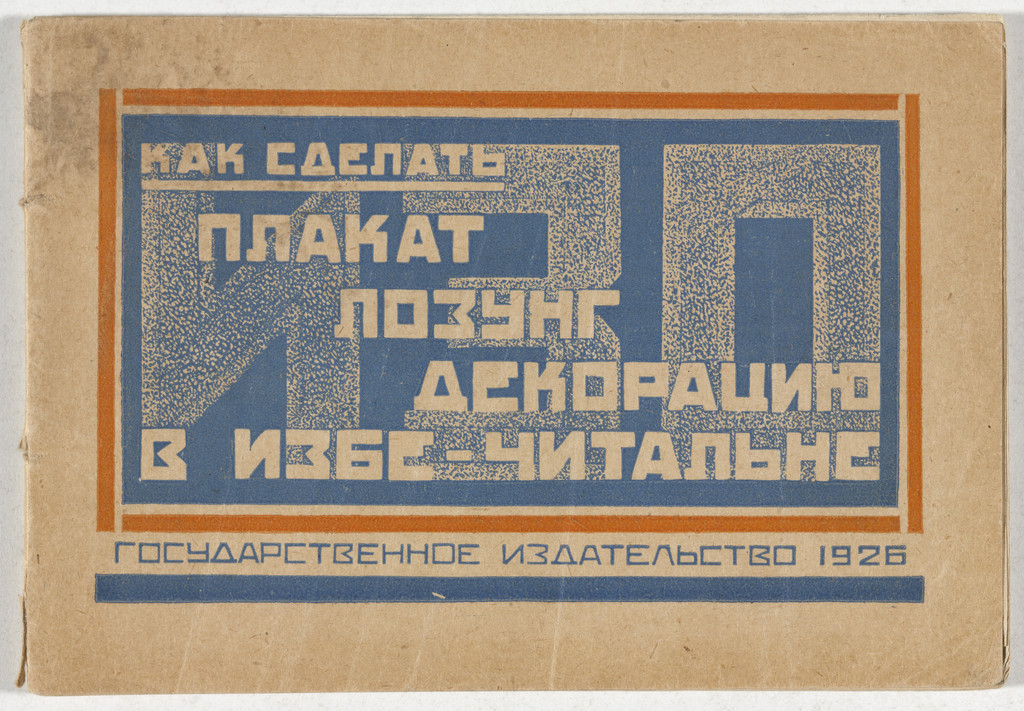 ИЗО
КАК СДЕЛАТЬ
ПЛАКАТ
ЛОЗУНГ
ДЕКОРАЦИЮ
В ИЗБЕ-ЧИТАЛЬНЕ
ГОСУДАРСТВЕННОЕ ИЗДАТЕЛЬСТВО 1926